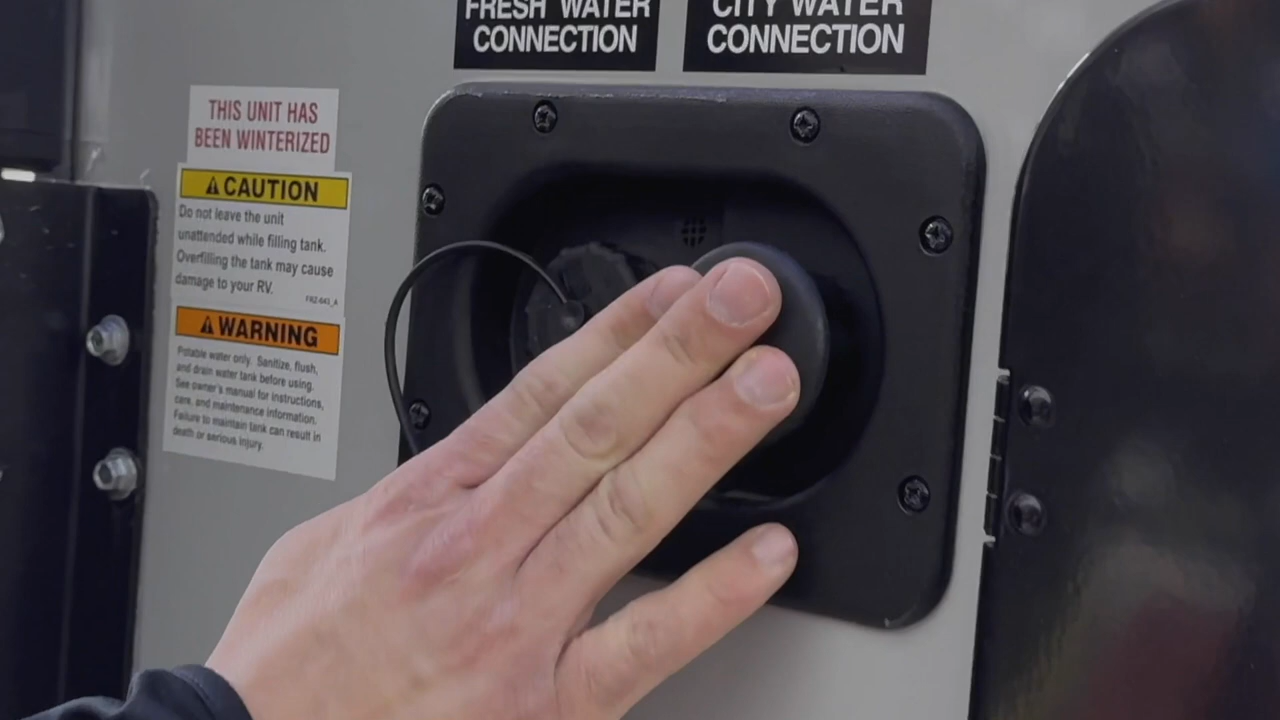 FRESH WATER
CONNECTION
CITY WATER
CONNECTION
THIS UNIT HAS
BEEN WINTERIZED
CAUTION
Do not leave the unit
unattended while filling tank.
Overfilling the tank may cause
damage to your RV.
WARNING
Potable water only. Sanitize, flush,
and drain water tank before using.
See owner's manual for instructions,
care, and maintenance information.
Failure to maintain tank can result in
death or serious injury.